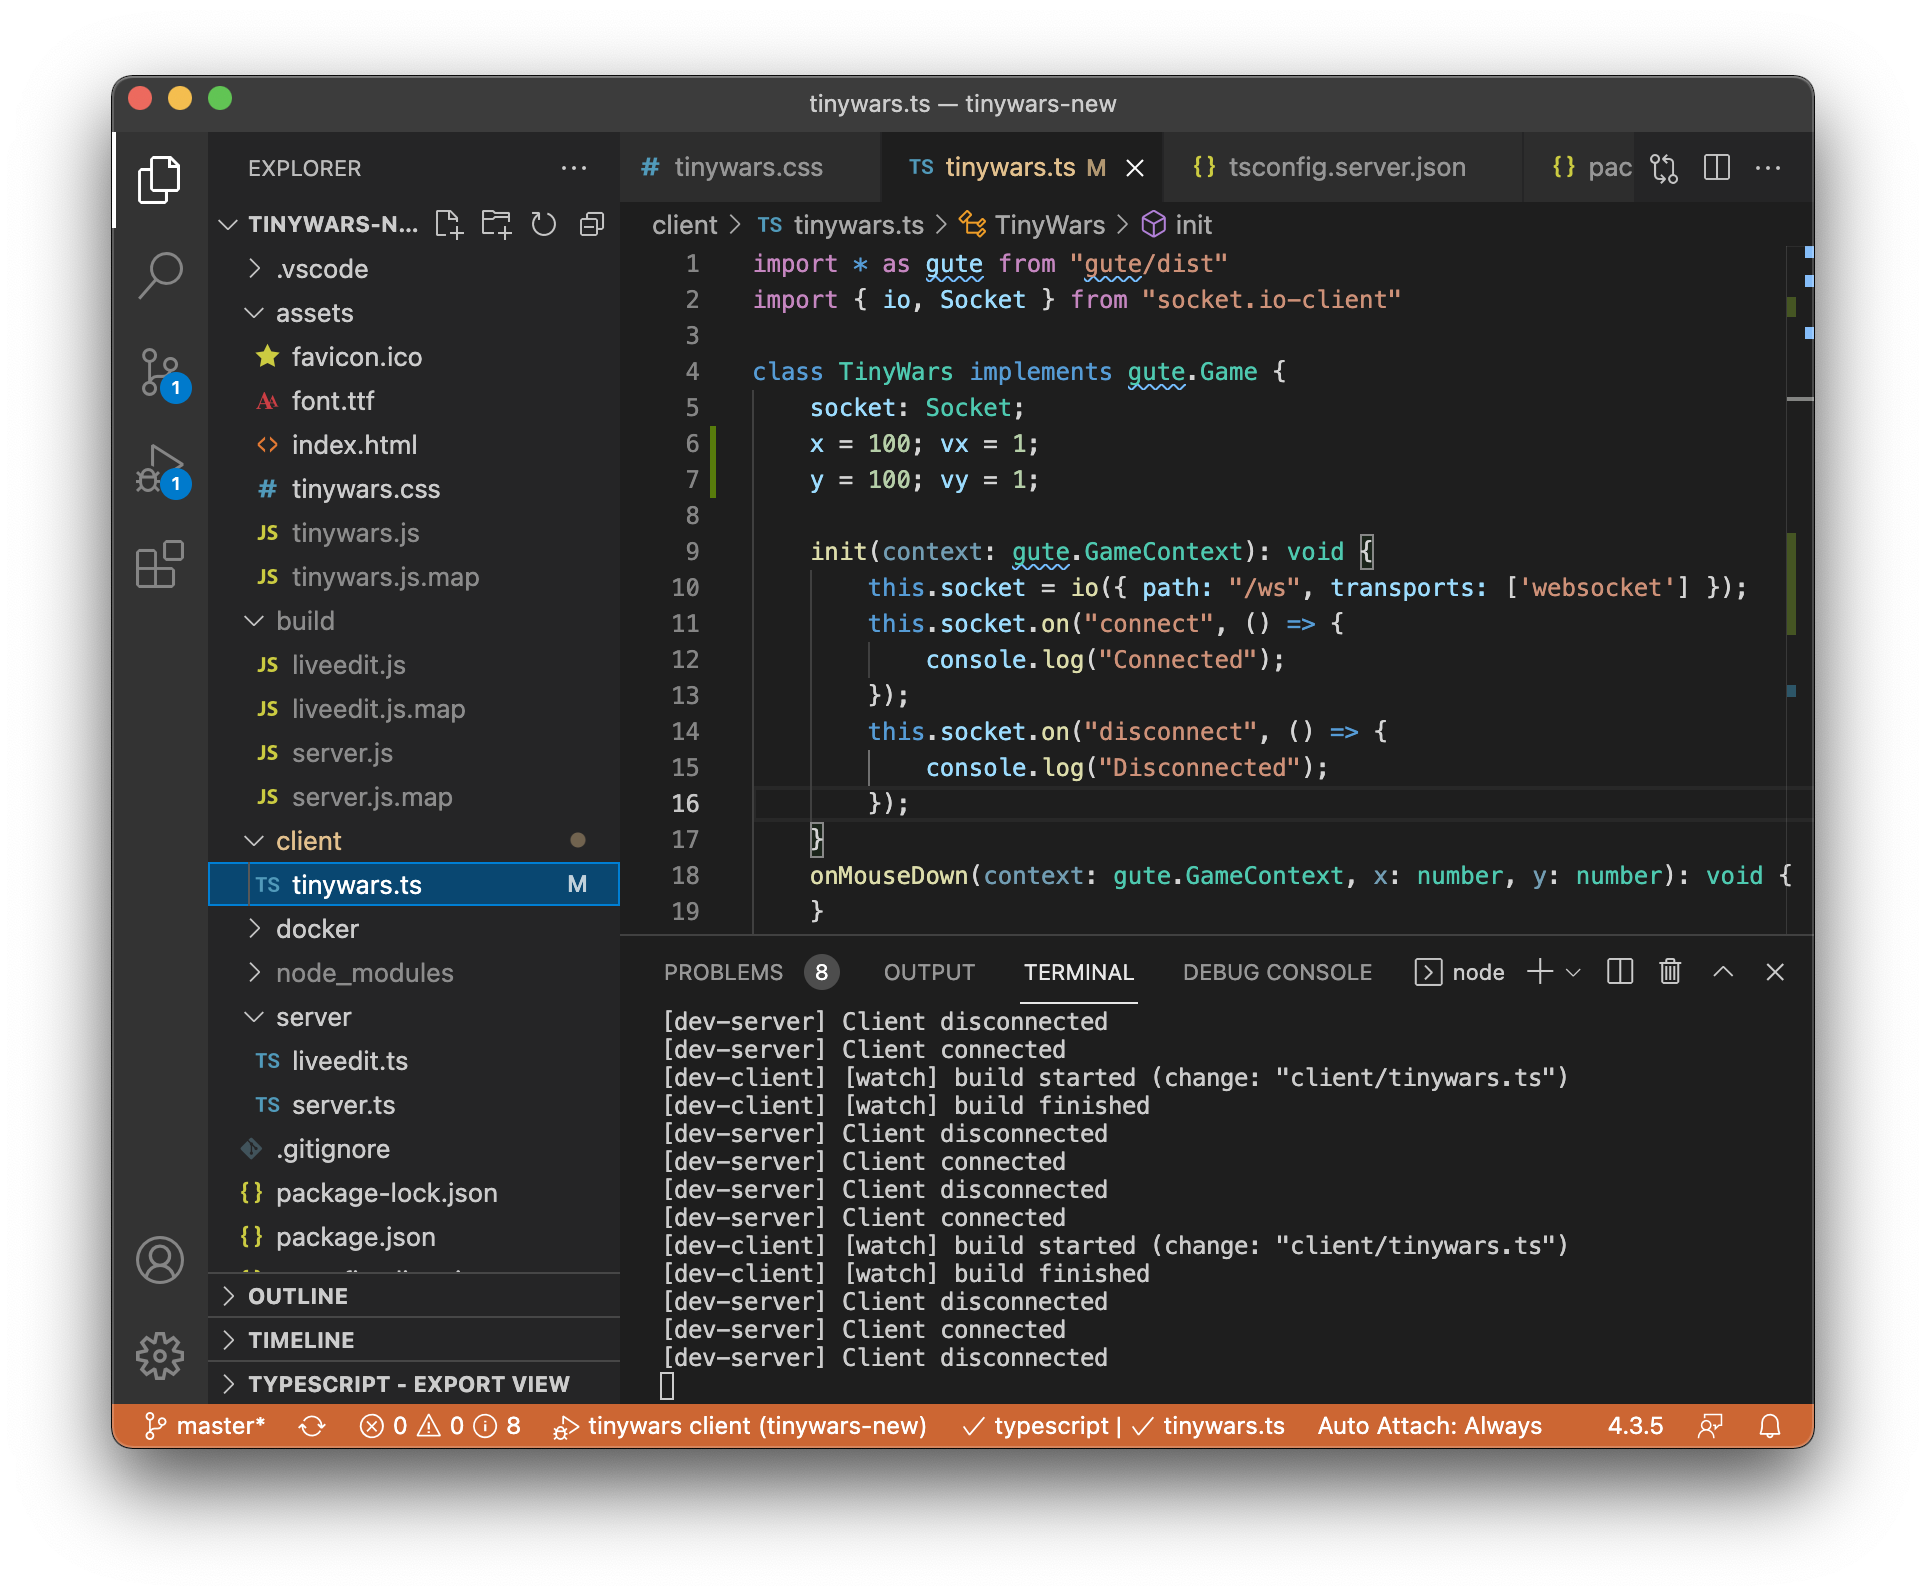 tinywars.ts — tinywars-new
EXPLORER
TINYWARS-N...
.vscode
assets
favicon.ico
font.ttf
index.html
# tinywars.css
JS tinywars.js
JS tinywars.js.map
build
JS liveedit.js
JS liveedit.js.map
JS server.js
JS server.js.map
client
TS tinywars.ts M
docker
node_modules
server
TS liveedit.ts
TS server.ts
.gitignore
{} package-lock.json
{} package.json
OUTLINE
TIMELINE
TYPESCRIPT - EXPORT VIEW
1
1
# tinywars.css
TS tinywars.ts M
{} tsconfig.server.json
{} pac
client > TS tinywars.ts > TinyWars > init
1 import * as gute from "gute/dist"
2 import { io, Socket } from "socket.io-client"
3
4 class TinyWars implements gute.Game {
5 socket: Socket;
6 x = 100; vx = 1;
7 y = 100; vy = 1;
8
9 init(context: gute.GameContext): void {
10 this.socket = io({ path: "/ws", transports: ['websocket'] });
11 this.socket.on("connect", () => {
12 console.log("Connected");
13 });
14 this.socket.on("disconnect", () => {
15 console.log("Disconnected");
16 });
17 }
18 onMouseDown(context: gute.GameContext, x: number, y: number): void {
19 }
PROBLEMS 8 OUTPUT TERMINAL DEBUG CONSOLE node
[dev-server] Client disconnected
[dev-server] Client connected
[dev-client] [watch] build started (change: "client/tinywars.ts")
[dev-client] [watch] build finished
[dev-server] Client disconnected
[dev-server] Client connected
[dev-server] Client disconnected
[dev-server] Client connected
[dev-client] [watch] build started (change: "client/tinywars.ts")
[dev-client] [watch] build finished
[dev-server] Client disconnected
[dev-server] Client connected
[dev-server] Client disconnected
master* 0 0 8 tinywars client (tinywars-new) ✓ typescript | ✓ tinywars.ts Auto Attach: Always 4.3.5